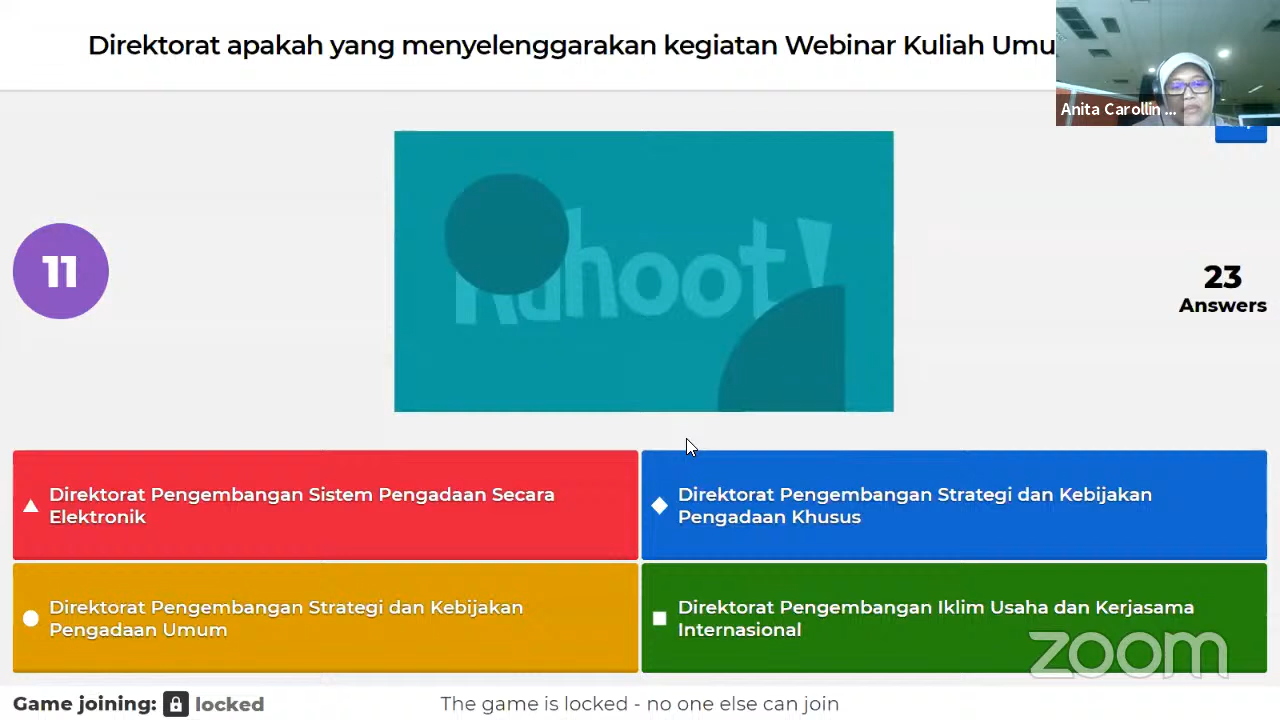 Direktorat apakah yang menyelenggarakan kegiatan Webinar Kuliah Umu
Anita Carollin ...
Kahoot!
11
23
Answers
Direktorat Pengembangan Sistem Pengadaan Secara
Elektronik
Direktorat Pengembangan Strategi dan Kebijakan
Pengadaan Khusus
Direktorat Pengembangan Strategi dan Kebijakan
Pengadaan Umum
Direktorat Pengembangan Iklim Usaha dan Kerjasama
Internasional
zoom
Game joining: locked
The game is locked - no one else can join